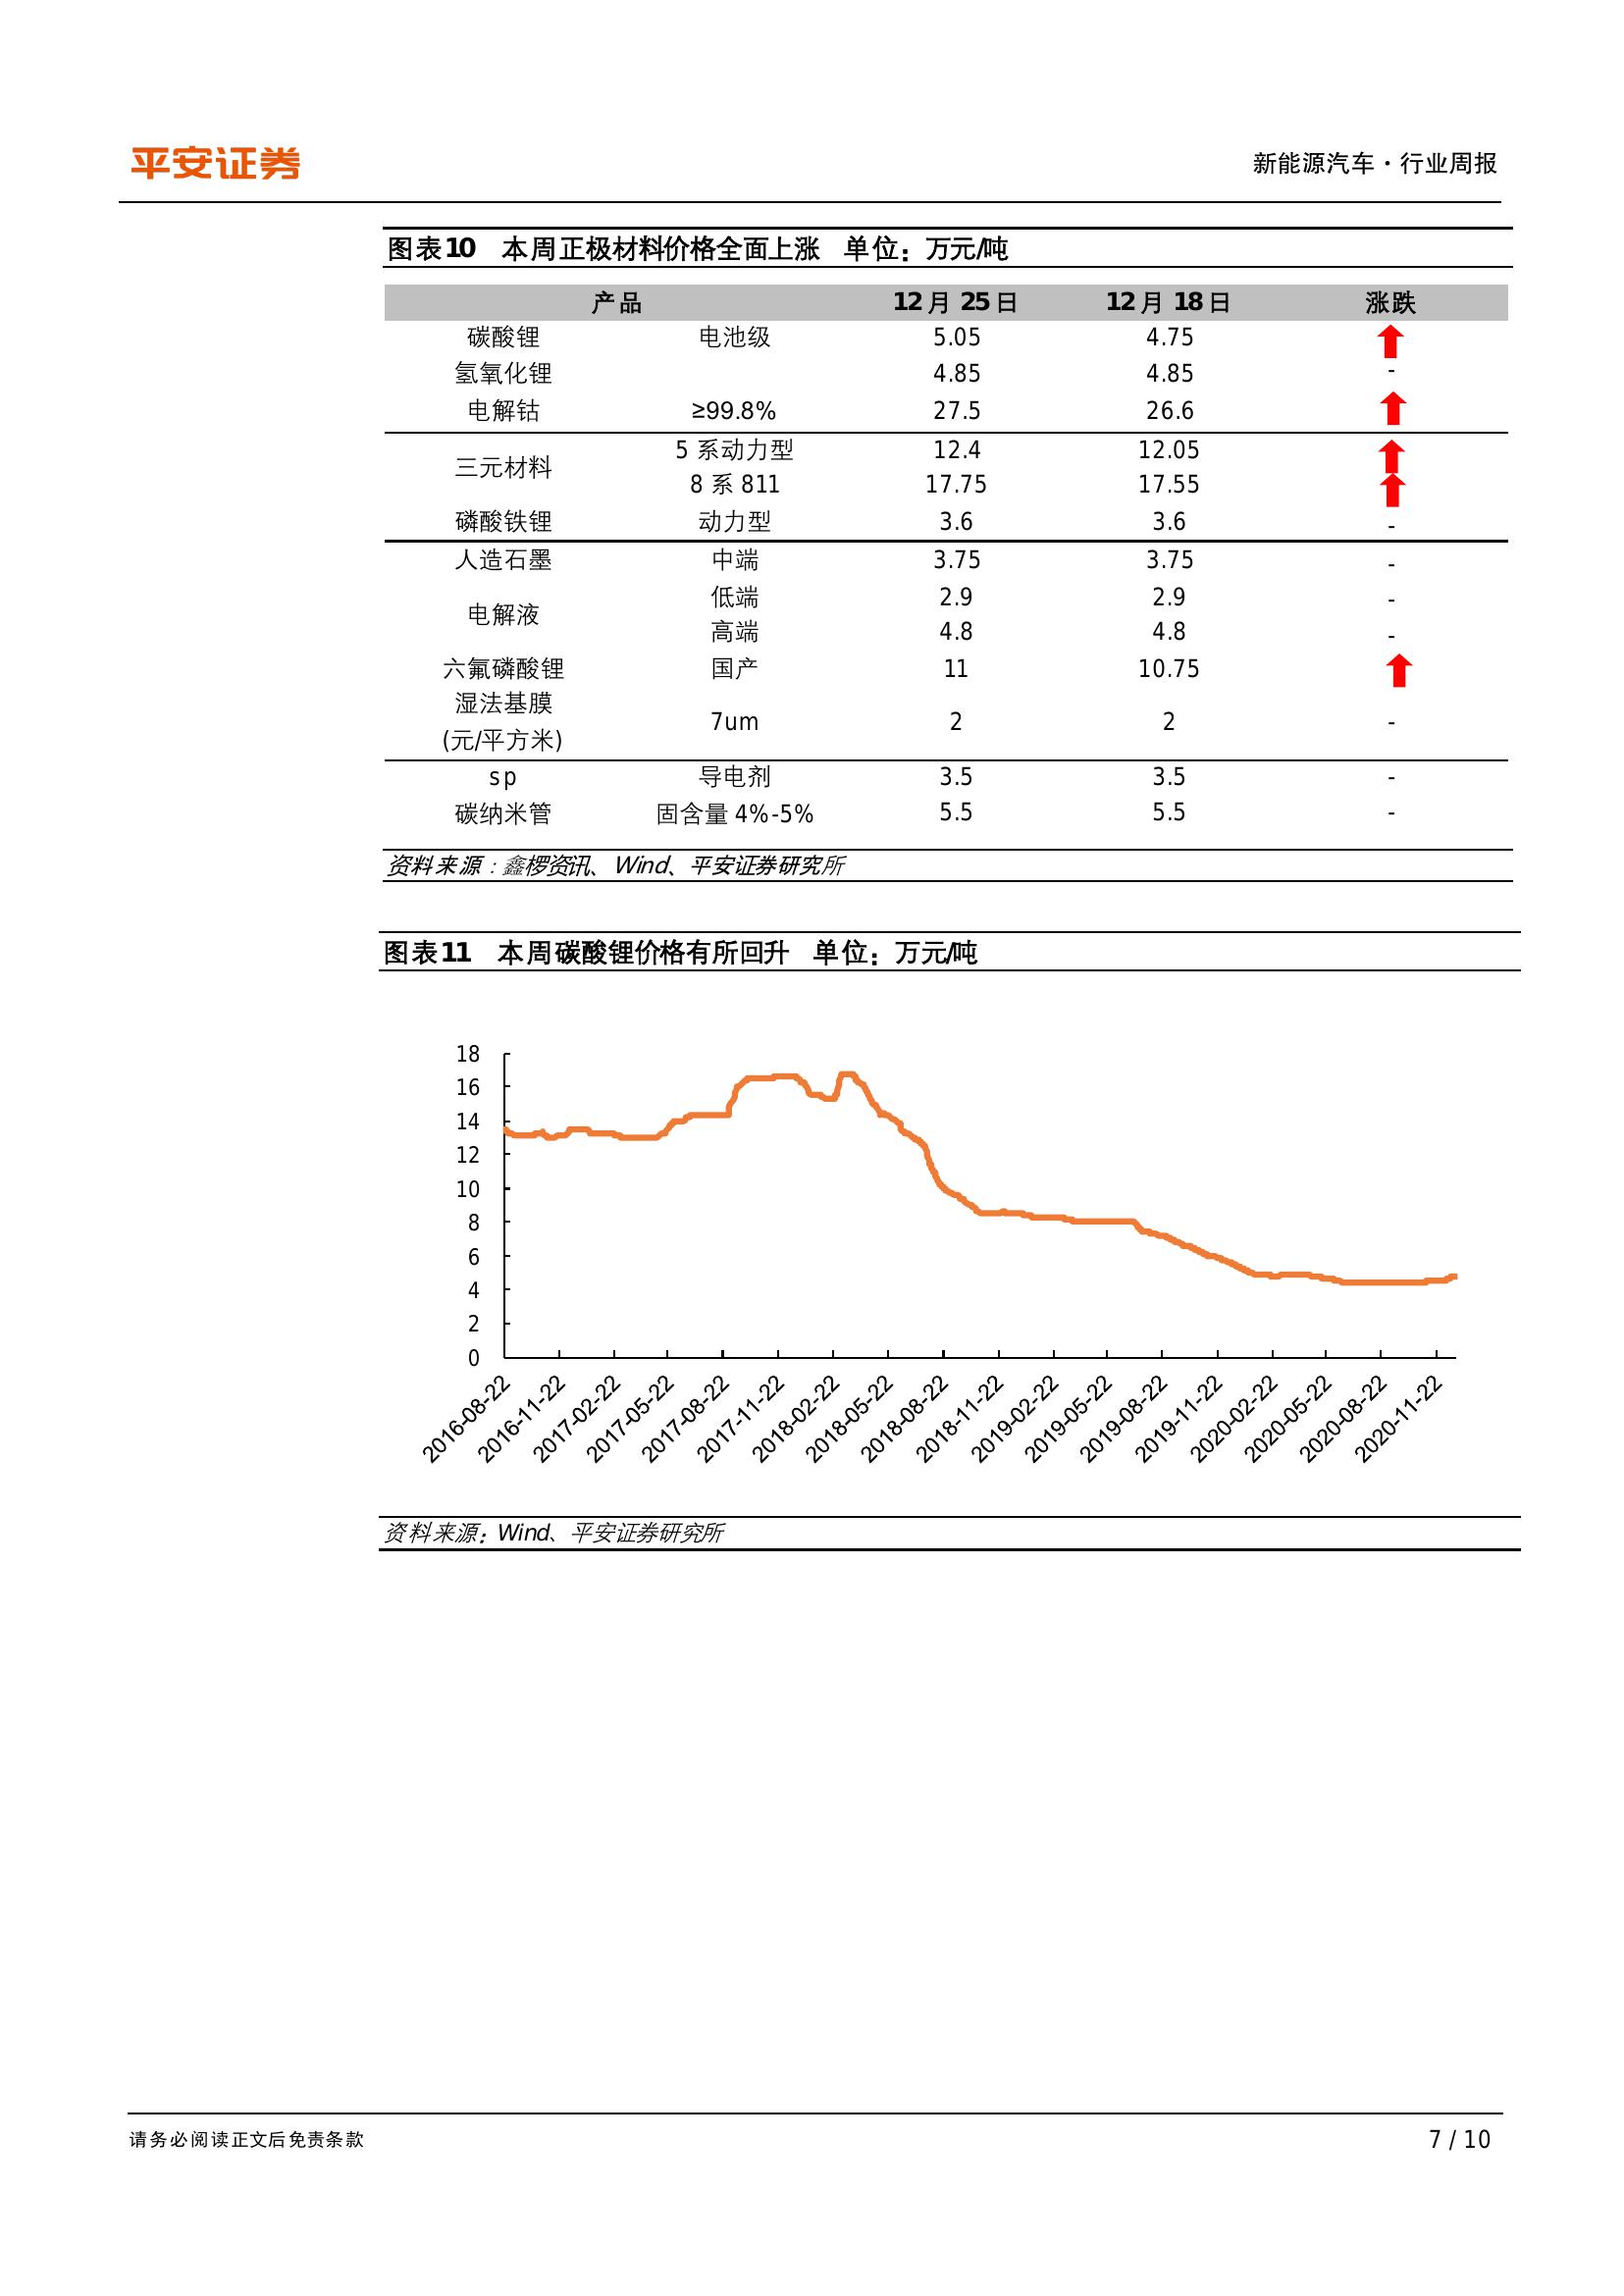 平安证券
新能源汽车·行业周报
图表10 本周正极材料价格全面上涨 单位：万元/吨
产品 12月25日 12月18日 涨跌
碳酸锂 电池级 5.05 4.75
氢氧化锂 4.85 4.85 -
电解钴 ≥99.8% 27.5 26.6
三元材料 5系动力型 12.4 12.05
8系811 17.75 17.55
磷酸铁锂 动力型 3.6 3.6 -
人造石墨 中端 3.75 3.75 -
电解液 低端 2.9 2.9 -
高端 4.8 4.8 -
六氟磷酸锂 国产 11 10.75
湿法基膜
(元/平方米) 7um 2 2 -
sp 导电剂 3.5 3.5 -
碳纳米管 固含量4%-5% 5.5 5.5 -
资料来源：鑫椤资讯、Wind、平安证券研究所
图表11 本周碳酸锂价格有所回升 单位：万元/吨
18
16
14
12
10
8
6
4
2
0
2016-08-22
2016-11-22
2017-02-22
2017-05-22
2017-08-22
2017-11-22
2018-02-22
2018-05-22
2018-08-22
2018-11-22
2019-02-22
2019-05-22
2019-08-22
2019-11-22
2020-02-22
2020-05-22
2020-08-22
2020-11-22
资料来源：Wind、平安证券研究所
请务必阅读正文后免责条款
7 / 10